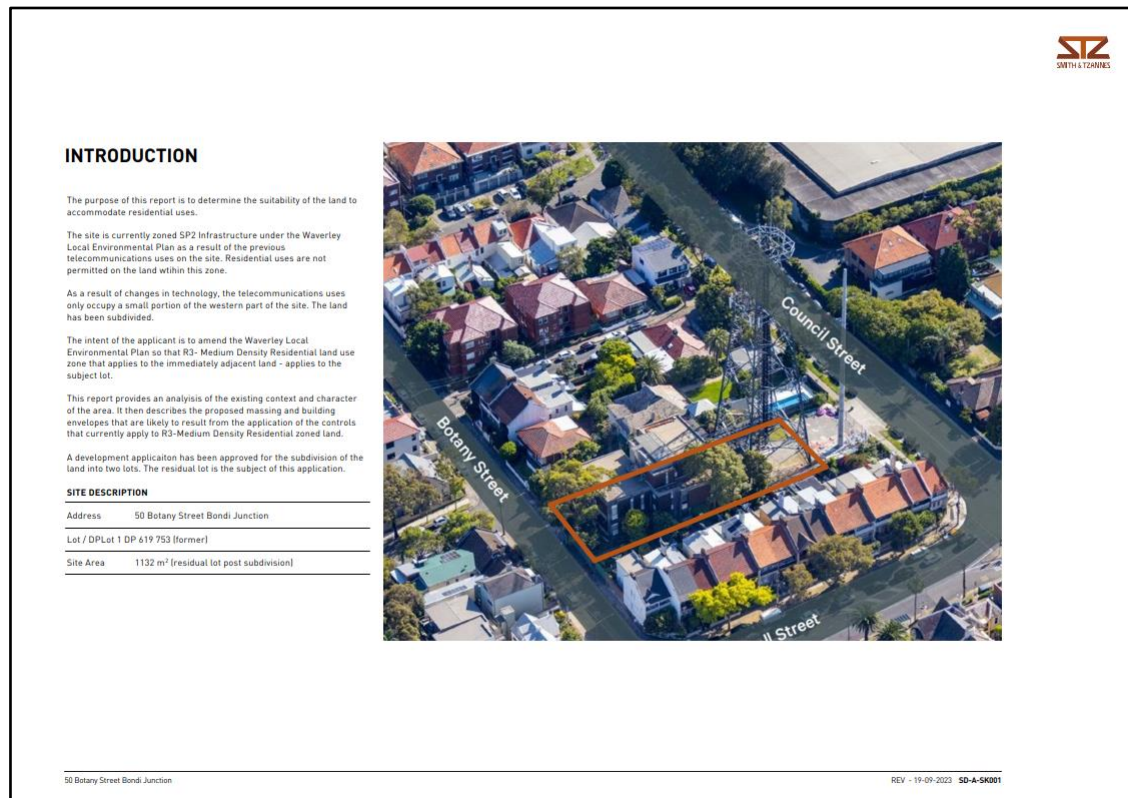 STZ
SMITH & TZANNES
INTRODUCTION
The purpose of this report is to determine the suitability of the land to
accommodate residential uses.
The site is currently zoned SP2 Infrastructure under the Waverley
Local Environmental Plan as a result of the previous
telecommunications uses on the site. Residential uses are not
permitted on the land wtihin this zone.
As a result of changes in technology, the telecommunications uses
only occupy a small portion of the western part of the site. The land
has been subdivided.
The intent of the applicant is to amend the Waverley Local
Environmental Plan so that R3- Medium Density Residential land use
zone that applies to the immediately adjacent land - applies to the
subject lot.
This report provides an analyisis of the existing context and character
of the area. It then describes the proposed massing and building
envelopes that are likely to result from the application of the controls
that currently apply to R3-Medium Density Residential zoned land.
A development applicaiton has been approved for the subdivision of the
land into two lots. The residual lot is the subject of this application.
SITE DESCRIPTION
Address 50 Botany Street Bondi Junction
Lot / DPLot 1 DP 619 753 (former)
Site Area 1132 m² (residual lot post subdivision)
Council Street
Botany Street
ll Street
50 Botany Street Bondi Junction
REV - 19-09-2023 SD-A-SK001